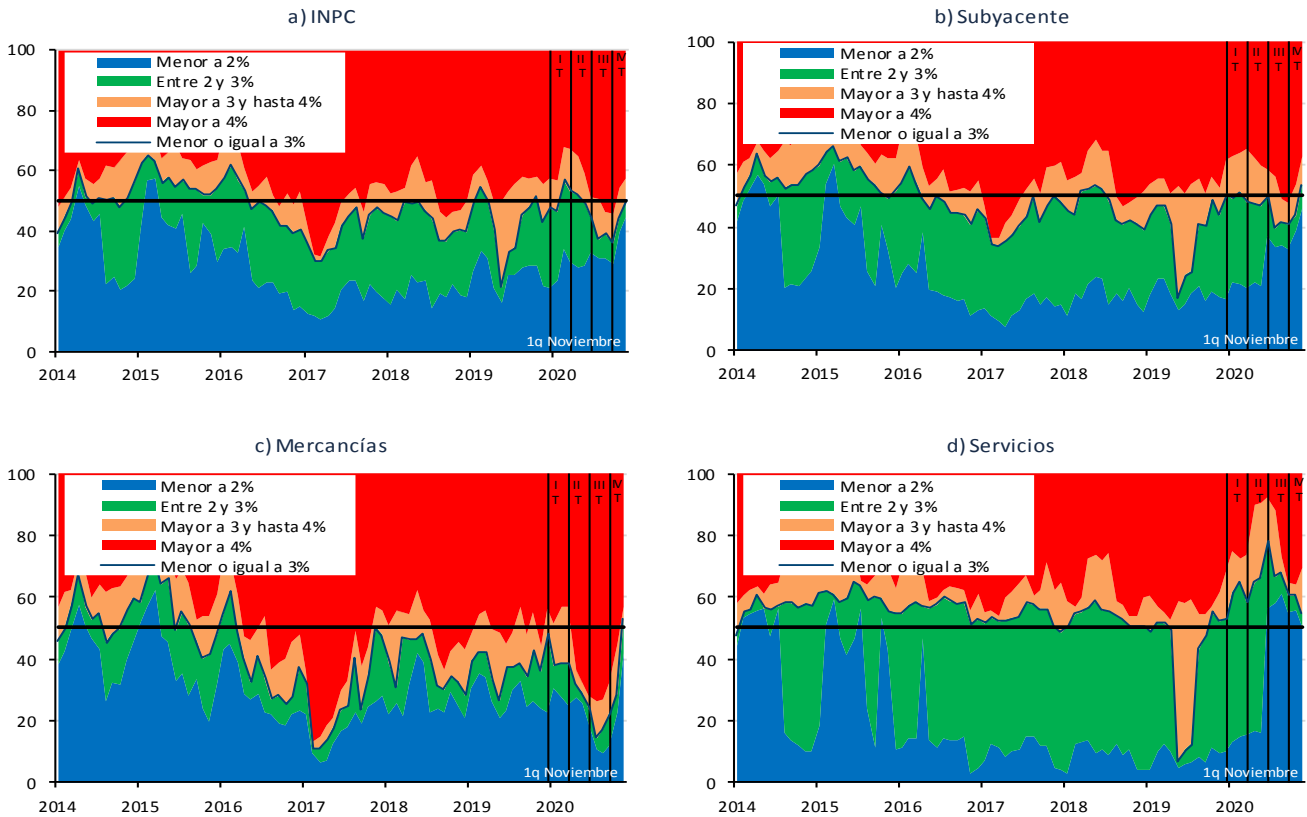 a) INPC
100
80
60
40
20
0
Menor a 2%
Entre 2 y 3%
Mayor a 3 y hasta 4%
Mayor a 4%
Menor o igual a 3%
I
T
II
T
III
T
IV
T
1q Noviembre
2014 2015 2016 2017 2018 2019 2020
b) Subyacente
100
80
60
40
20
0
Menor a 2%
Entre 2 y 3%
Mayor a 3 y hasta 4%
Mayor a 4%
Menor o igual a 3%
I
T
II
T
III
T
IV
T
1q Noviembre
2014 2015 2016 2017 2018 2019 2020
c) Mercancías
100
80
60
40
20
0
Menor a 2%
Entre 2 y 3%
Mayor a 3 y hasta 4%
Mayor a 4%
Menor o igual a 3%
I
T
II
T
III
T
IV
T
1q Noviembre
2014 2015 2016 2017 2018 2019 2020
d) Servicios
100
80
60
40
20
0
Menor a 2%
Entre 2 y 3%
Mayor a 3 y hasta 4%
Mayor a 4%
Menor o igual a 3%
I
T
II
T
III
T
IV
T
1q Noviembre
2014 2015 2016 2017 2018 2019 2020